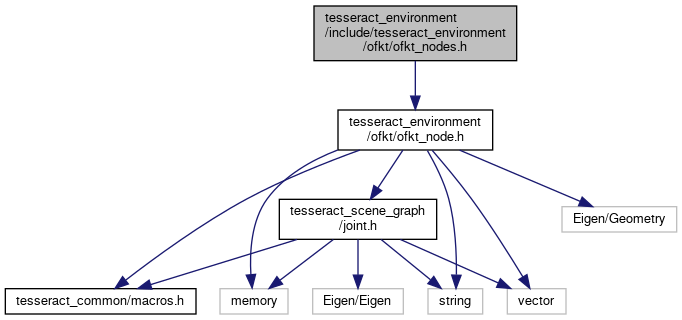 tesseract_environment
/include/tesseract_environment
/ofkt/ofkt_nodes.h
tesseract_environment
/ofkt/ofkt_node.h
tesseract_scene_graph
/joint.h
Eigen/Geometry
tesseract_common/macros.h
memory
Eigen/Eigen
string
vector